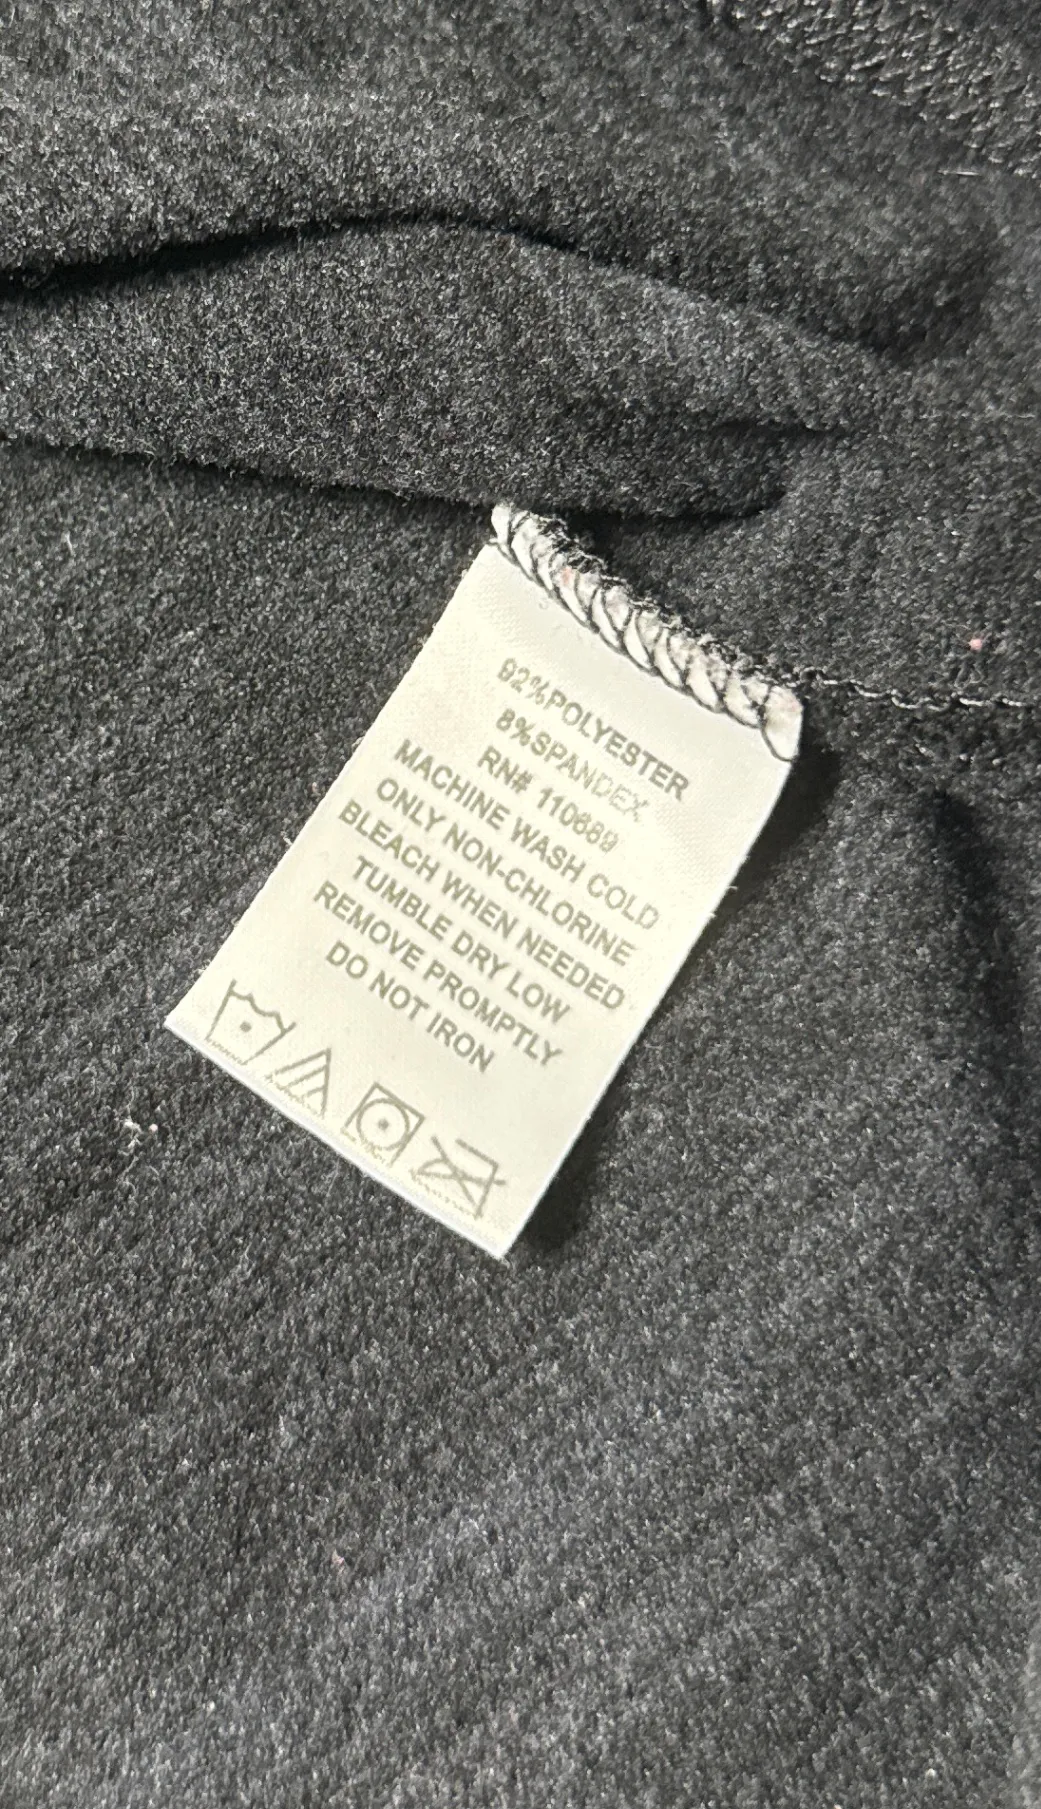 92%POLYESTER
8%SPANDEX
RN# 110689
MACHINE WASH COLD
ONLY NON-CHLORINE
BLEACH WHEN NEEDED
TUMBLE DRY LOW
REMOVE PROMPTLY
DO NOT IRON